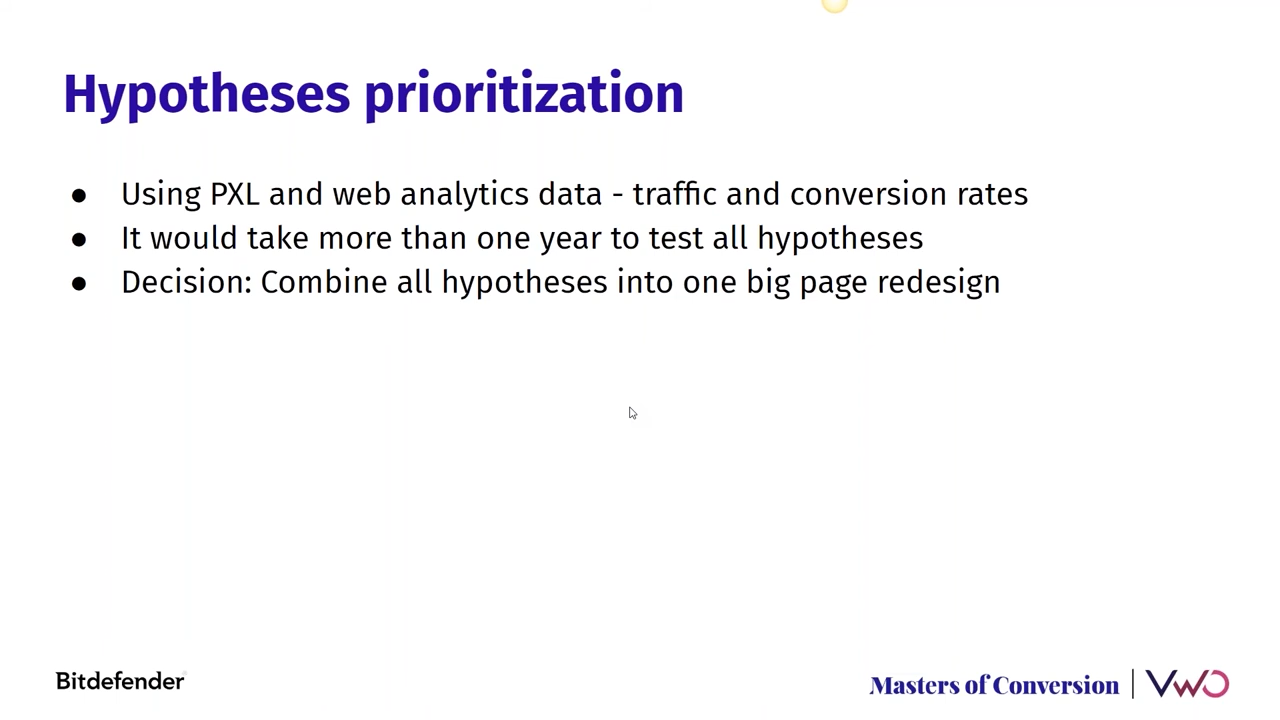 Hypotheses prioritization
● Using PXL and web analytics data - traffic and conversion rates
● It would take more than one year to test all hypotheses
● Decision: Combine all hypotheses into one big page redesign
Bitdefender
Masters of Conversion | VWO